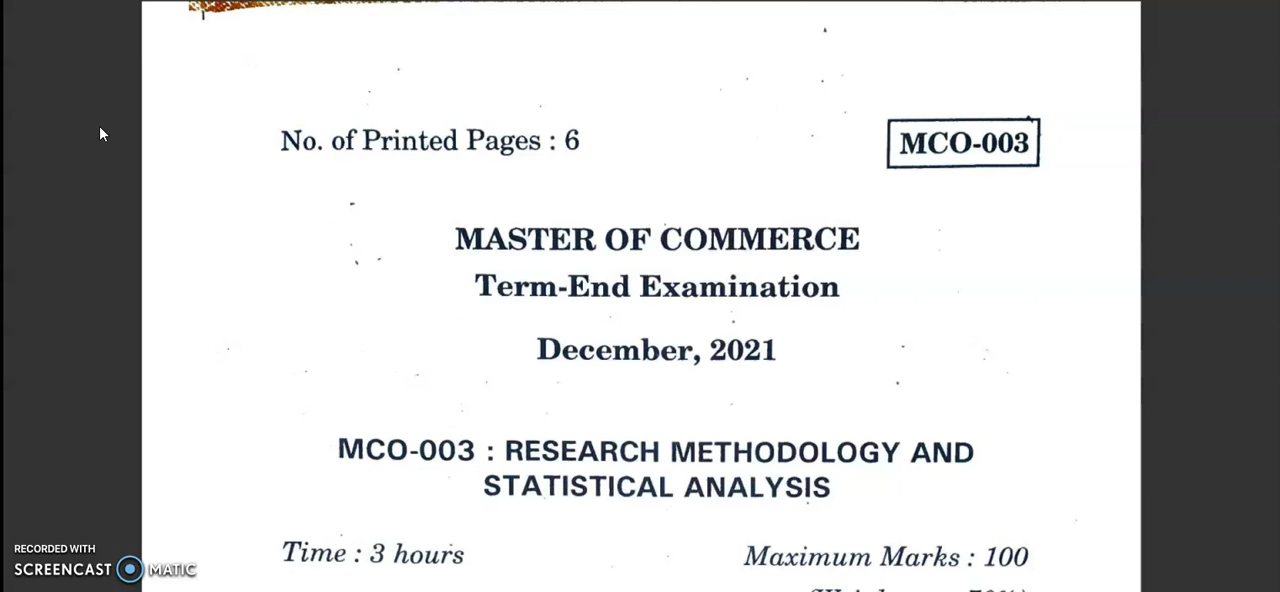 No. of Printed Pages : 6
MCO-003
MASTER OF COMMERCE
Term-End Examination
December, 2021
MCO-003 : RESEARCH METHODOLOGY AND
STATISTICAL ANALYSIS
Time : 3 hours
Maximum Marks : 100
RECORDED WITH
SCREENCAST MATIC